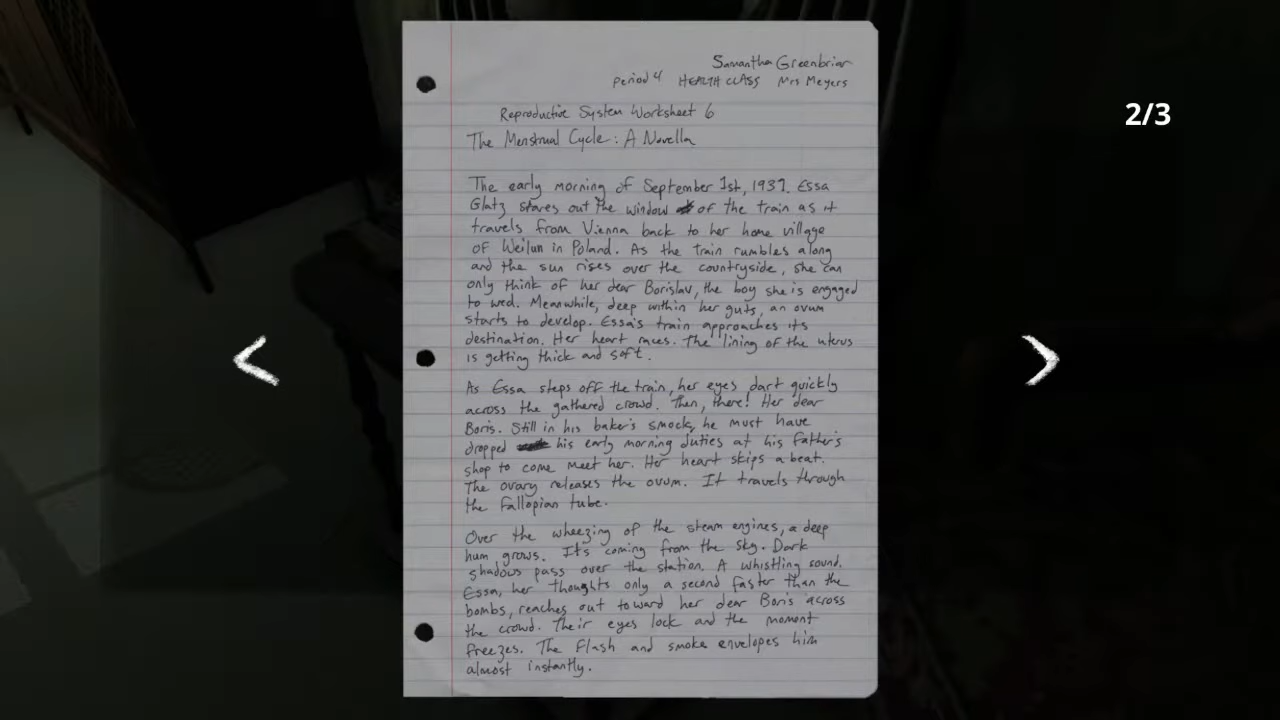 Samantha Greenbriar
period 4 HEALTH CLASS Mrs Meyers
2/3
Reproductive System Worksheet 6
The Menstrual Cycle: A Novella
The early morning of September 1st, 1939. Essa
Glatz stares out the window of the train as it
travels from Vienna back to her home village
of Weilun in Poland. As the train rumbles along
and the sun rises over the countryside, she can
only think of her dear Borislav, the boy she is engaged
to wed. Meanwhile, deep within her guts, an ovum
starts to develop. Essa's train approaches its
destination. Her heart races. The lining of the uterus
is getting thick and soft.
As Essa steps off the train, her eyes dart quickly
across the gathered crowd. Then, there! Her dear
Boris. Still in his baker's smock, he must have
dropped his early morning duties at his father's
shop to come meet her. Her heart skips a beat.
The ovary releases the ovum. It travels through
the Fallopian tube.
Over the wheezing of the steam engines, a deep
hum grows. It's coming from the sky. Dark
shadows pass over the station. A whistling sound.
Essa, her thoughts only a second faster than the
bombs, reaches out toward her dear Boris across
the crowd. Their eyes lock and the moment
freezes. The flash and smoke envelopes him
almost instantly.